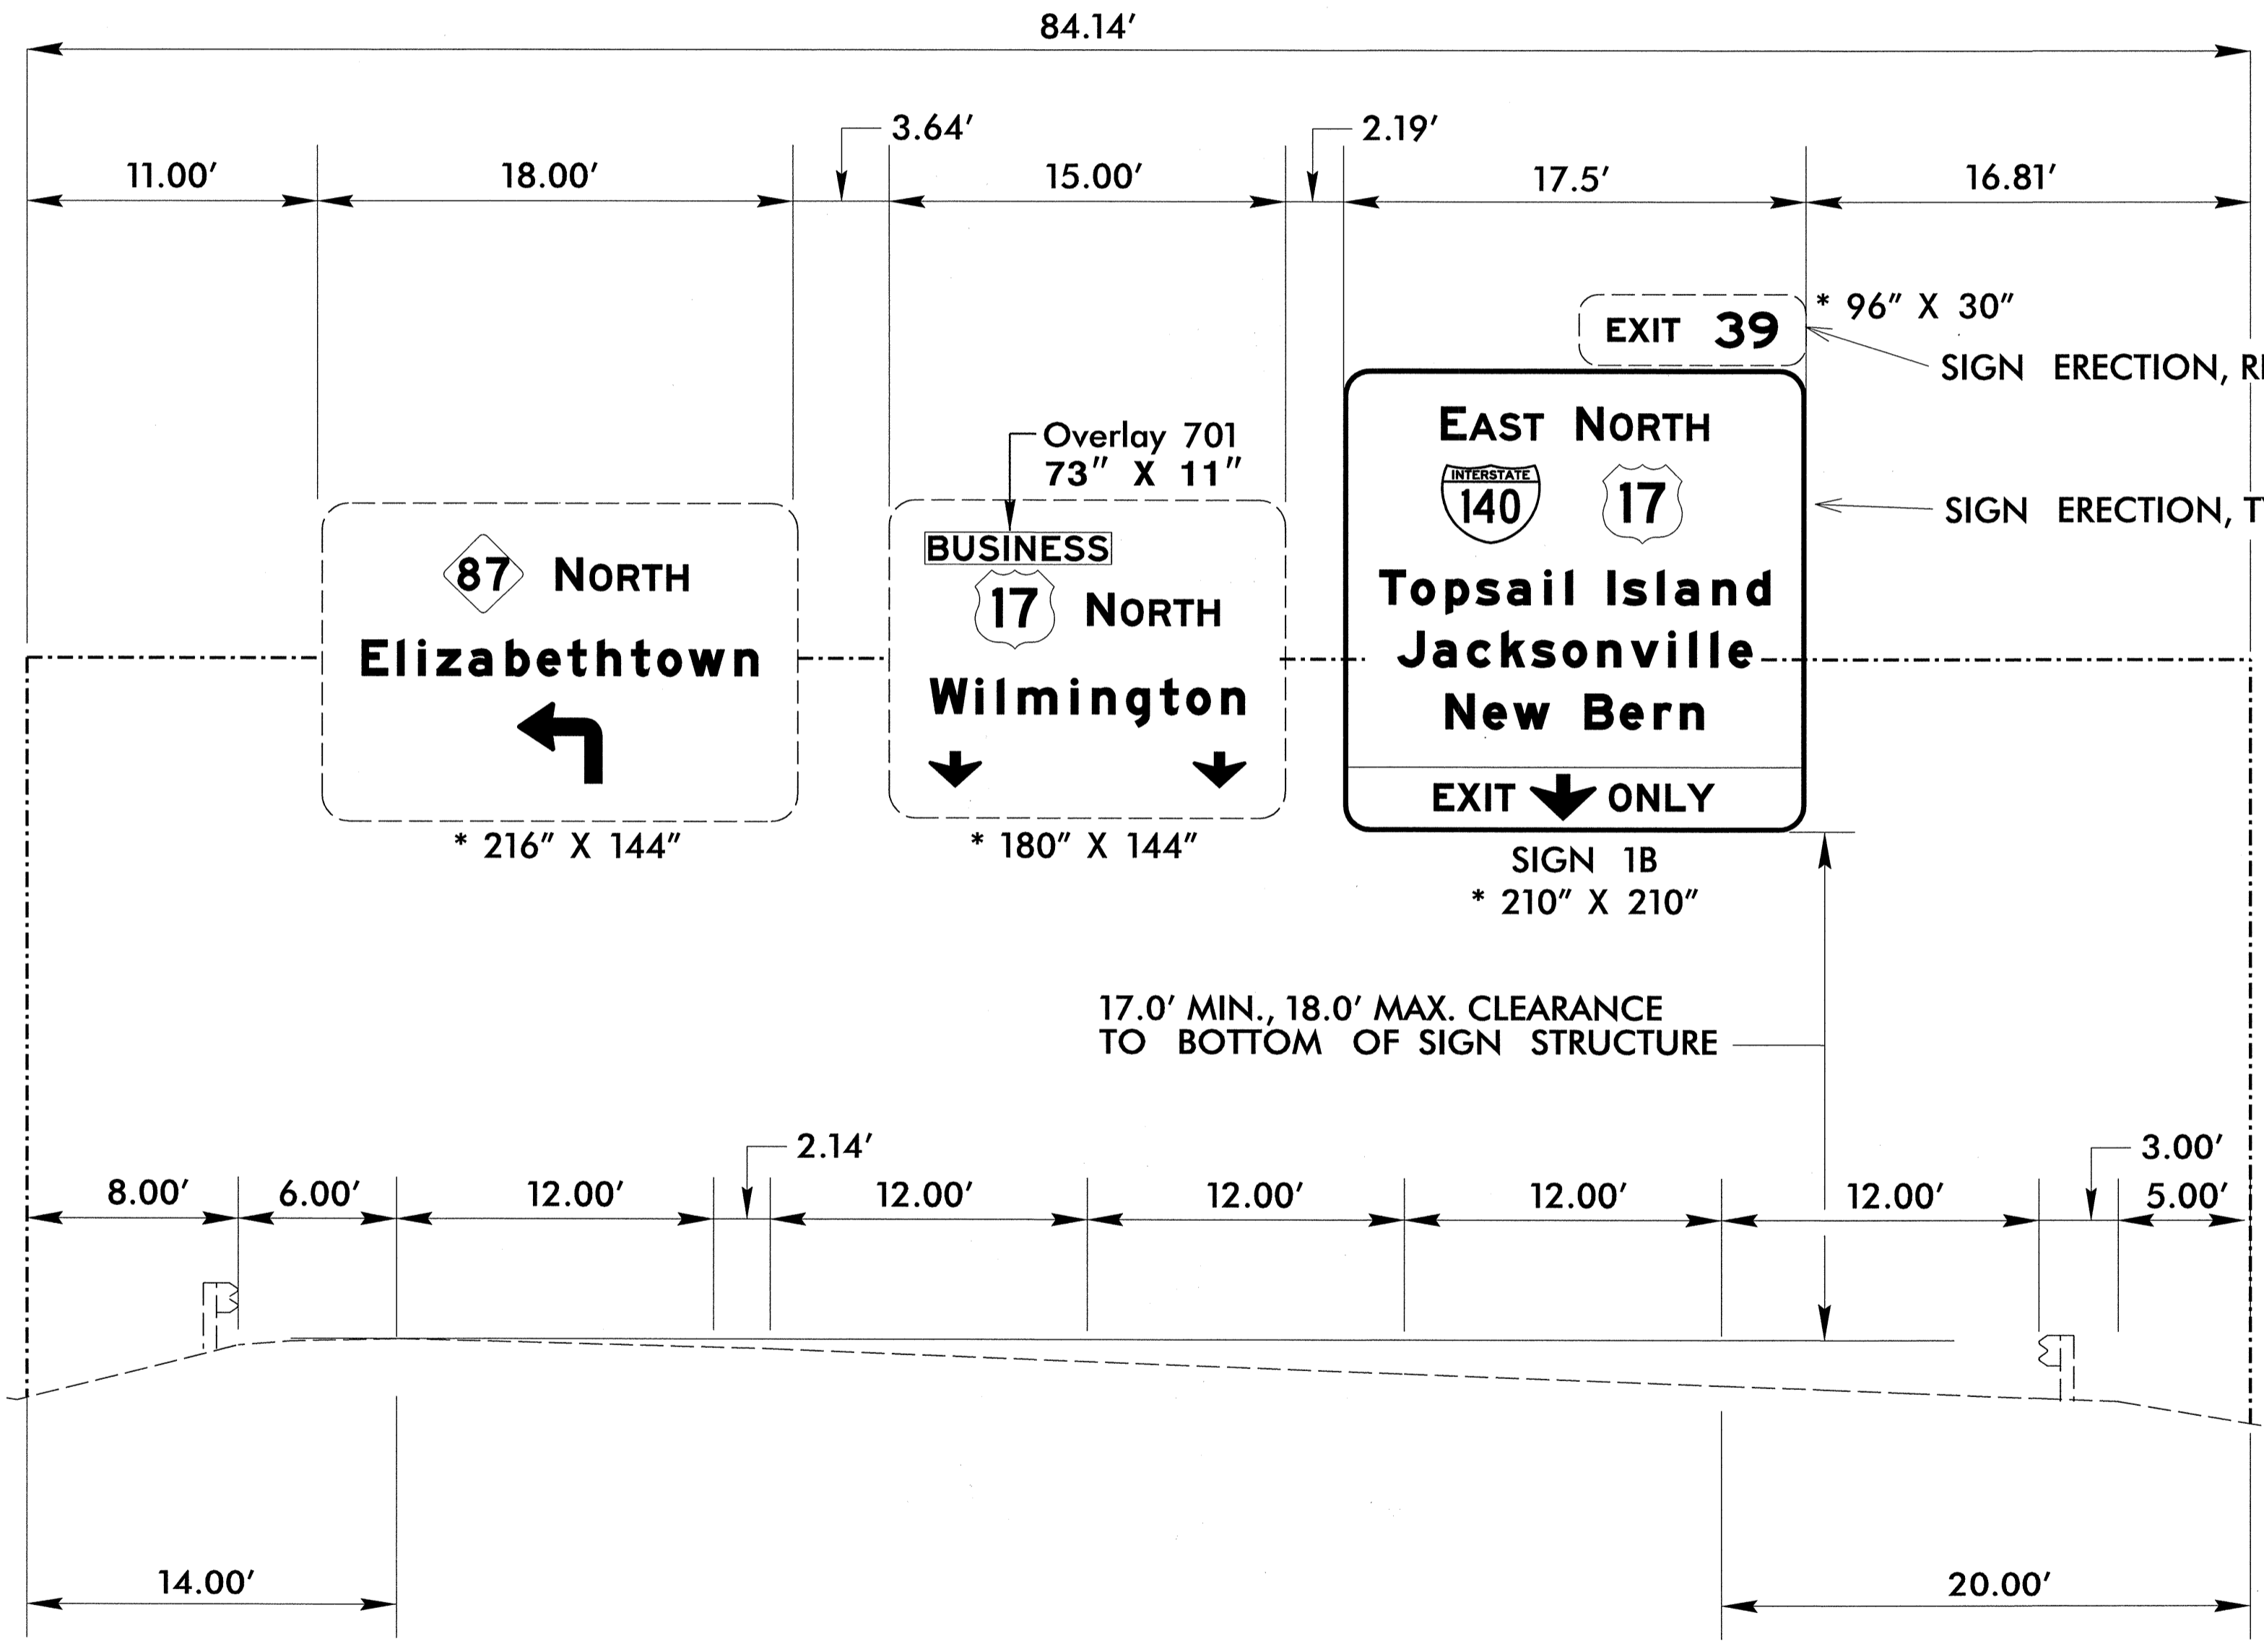 84.14'
3.64'
2.19'
11.00'
18.00'
15.00'
17.5'
16.81'
EXIT 39
* 96" X 30"
SIGN ERECTION,
Overlay 701
73" X 11"
87 NORTH
Elizabethtown
* 216" X 144"
BUSINESS
17 NORTH
Wilmington
* 180" X 144"
EAST NORTH
INTERSTATE
140 17
Topsail Island
Jacksonville
New Bern
EXIT ONLY
SIGN ERECTION,
SIGN 1B
* 210" X 210"
17.0' MIN., 18.0' MAX. CLEARANCE
TO BOTTOM OF SIGN STRUCTURE
2.14'
3.00'
8.00'
6.00'
12.00'
12.00'
12.00'
12.00'
12.00'
5.00'
14.00'
20.00'